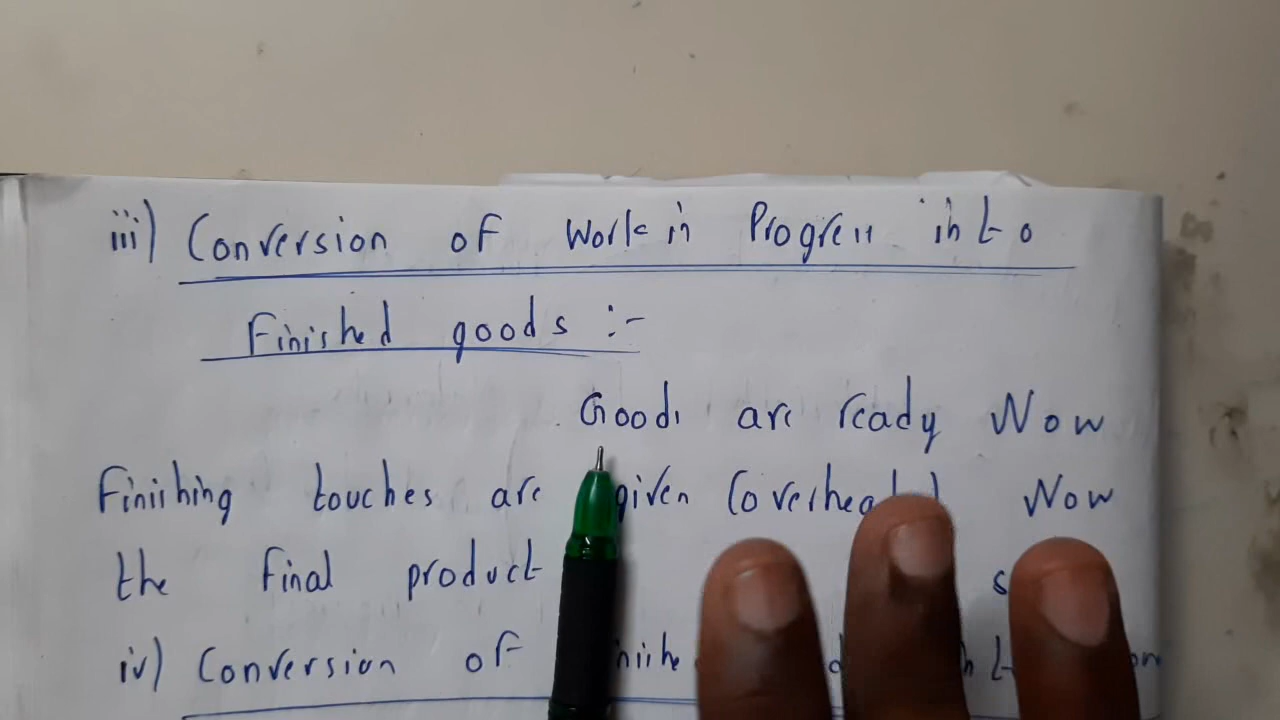 iii) Conversion of Work in Progress into
Finished goods :-
Goods are ready Now
Finishing touches are given (overheads) Now
the final product
iv) Conversion of